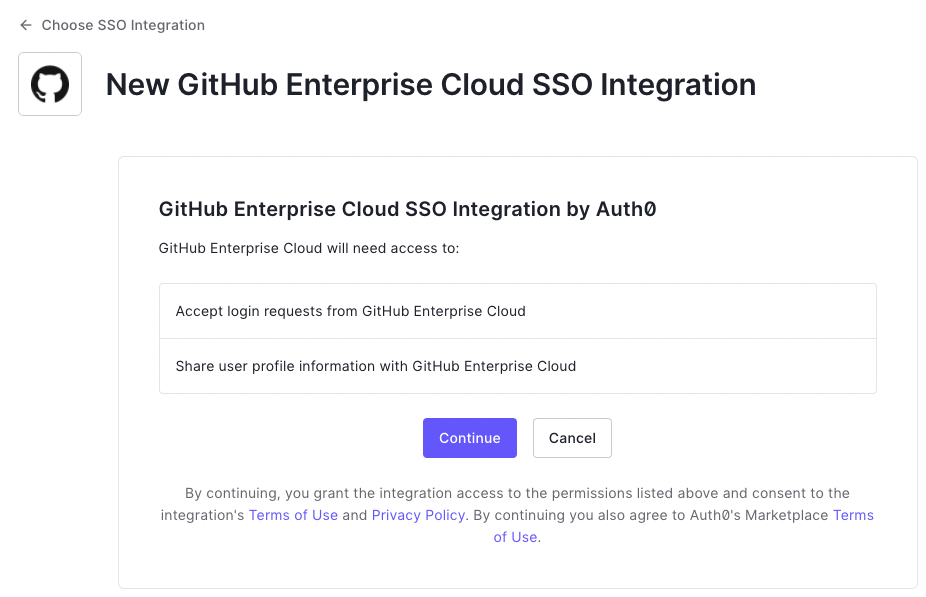 ← Choose SSO Integration
New GitHub Enterprise Cloud SSO Integration
GitHub Enterprise Cloud SSO Integration by Auth0
GitHub Enterprise Cloud will need access to:
Accept login requests from GitHub Enterprise Cloud
Share user profile information with GitHub Enterprise Cloud
Continue Cancel
By continuing, you grant the integration access to the permissions listed above and consent to the
integration's Terms of Use and Privacy Policy. By continuing you also agree to Auth0's Marketplace Terms
of Use.